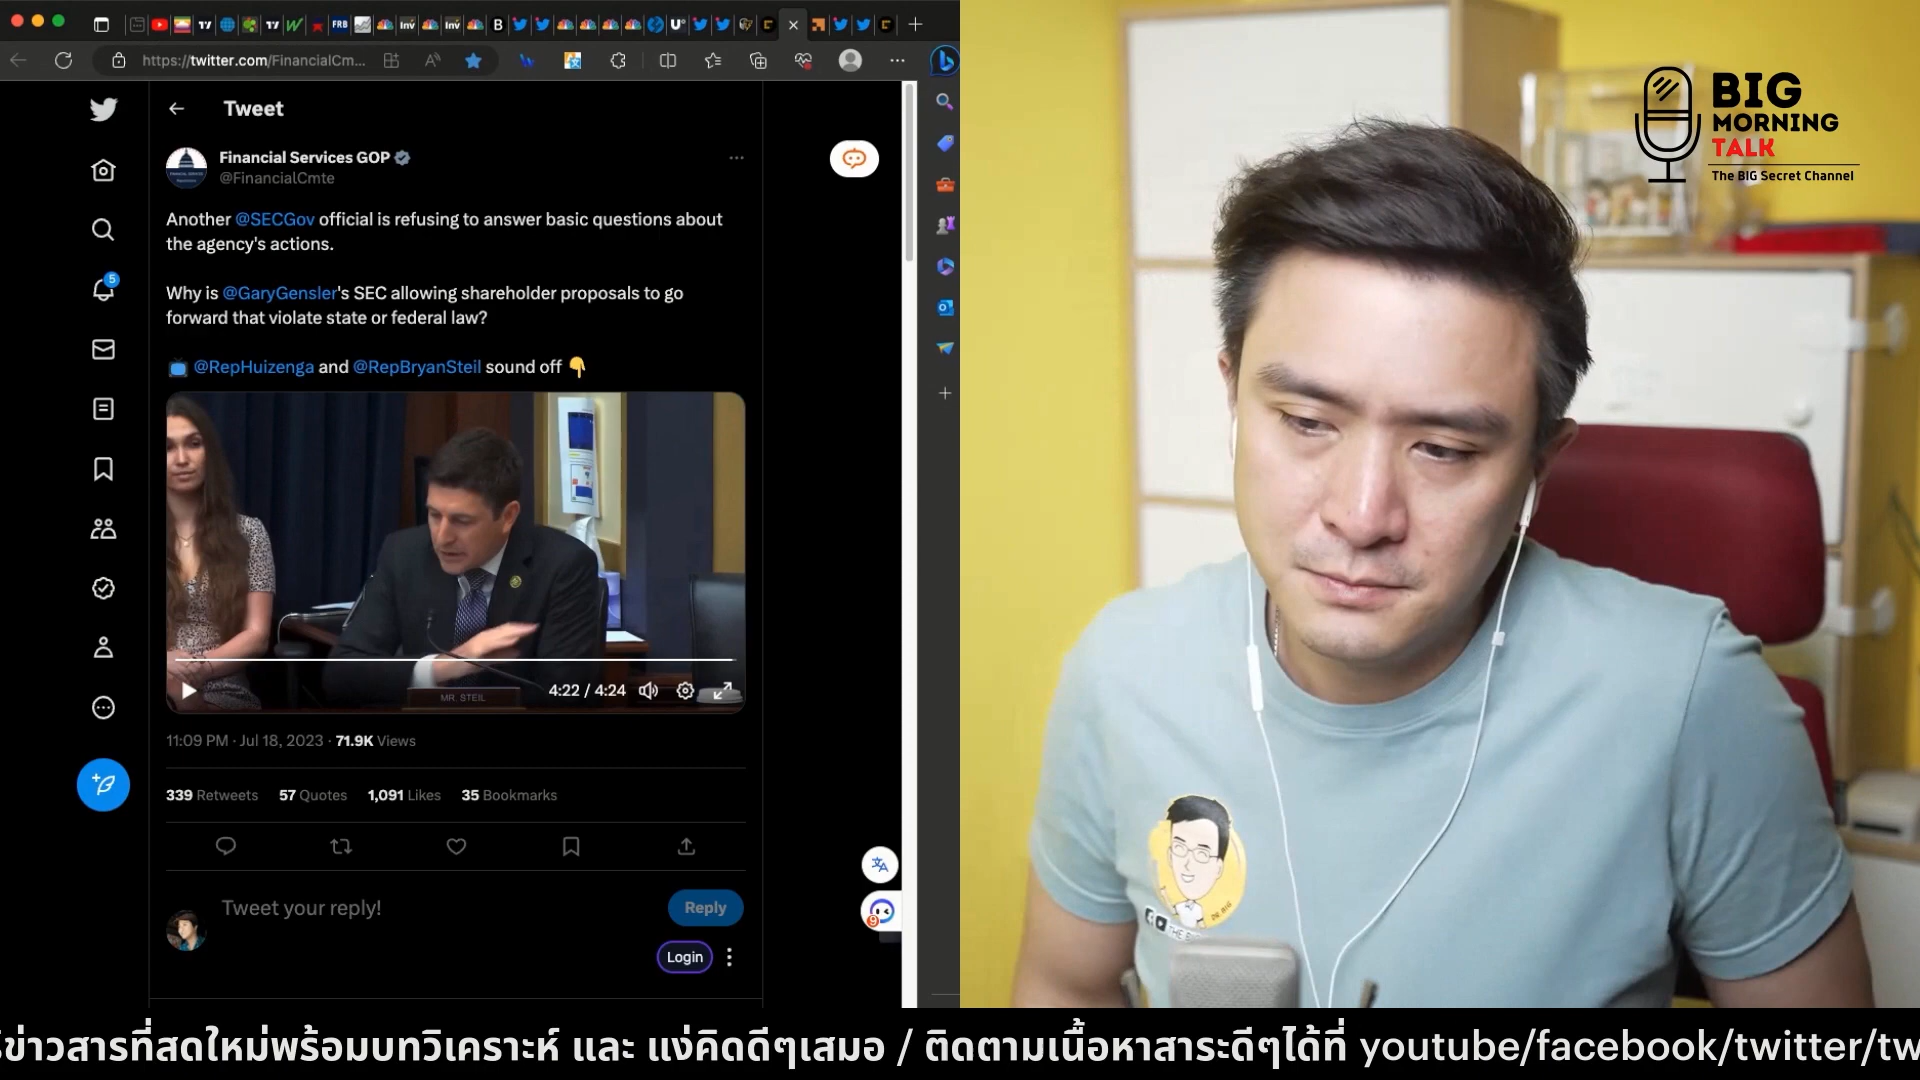 FRB
Inv
Inv
B
https://twitter.com/FinancialCm...
Tweet
Financial Services GOP
@FinancialCmte
Another @SECGov official is refusing to answer basic questions about
the agency's actions.
Why is @GaryGensler's SEC allowing shareholder proposals to go
forward that violate state or federal law?
@RepHuizenga and @RepBryanSteil sound off
5
MR. STEIL
4:22 / 4:24
11:09 PM · Jul 18, 2023 · 71.9K Views
339 Retweets 57 Quotes 1,091 Likes 35 Bookmarks
Tweet your reply!
Reply
9
Login
BIG
MORNING
TALK
The BIG Secret Channel
DR. BIG
ข่าวสารที่สดใหม่พร้อมบทวิเคราะห์ และ แง่คิดดีๆเสมอ / ติดตามเนื้อหาสาระดีๆได้ที่ youtube/facebook/twitter/tw